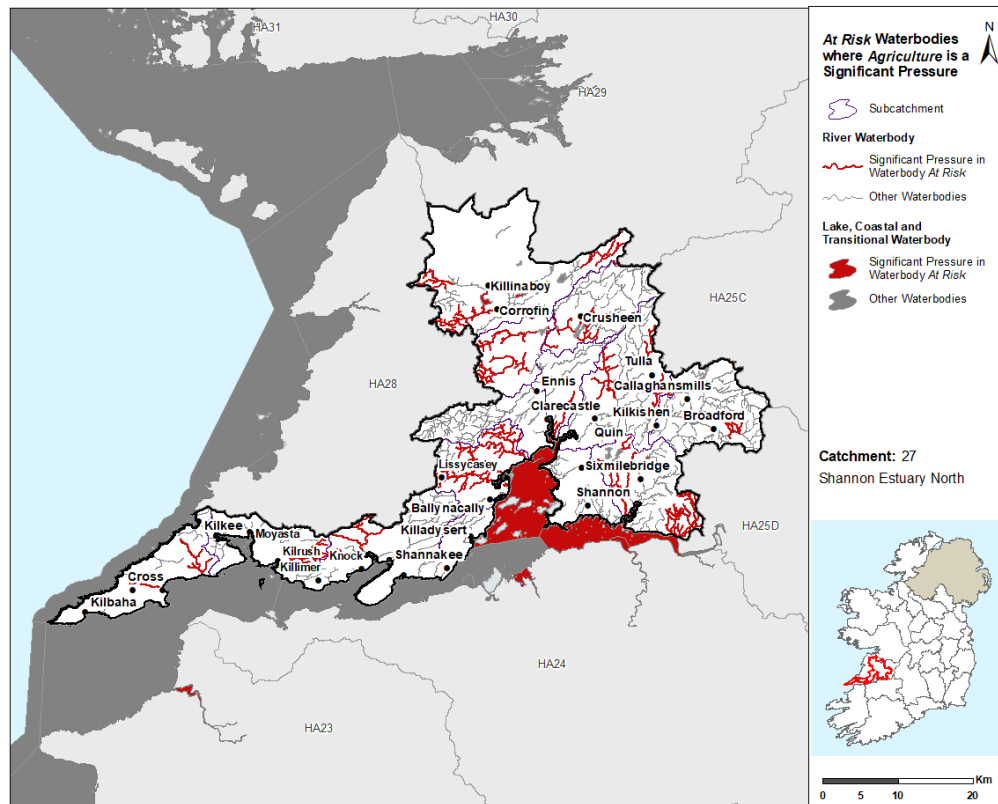 HA31
HA30
HA29
HA25C
HA28
HA25D
HA24
HA23
Killinaboy
Corrofin
Crusheen
Tulla
Ennis
Callaghansmills
Clarecastle
Kilkishen
Broadford
Quin
Lissycasey
Sixmilebridge
Shannon
Ballynacally
Killadysert
Kilkee
Moyasta
Kilrush
Knock
Shannakee
Killimer
Cross
Kilbaha
At Risk Waterbodies
where Agriculture is a
Significant Pressure
N
Subcatchment
River Waterbody
Significant Pressure in
Waterbody At Risk
Other Waterbodies
Lake, Coastal and
Transitional Waterbody
Significant Pressure in
Waterbody At Risk
Other Waterbodies
Catchment: 27
Shannon Estuary North
Km
0 5 10 20